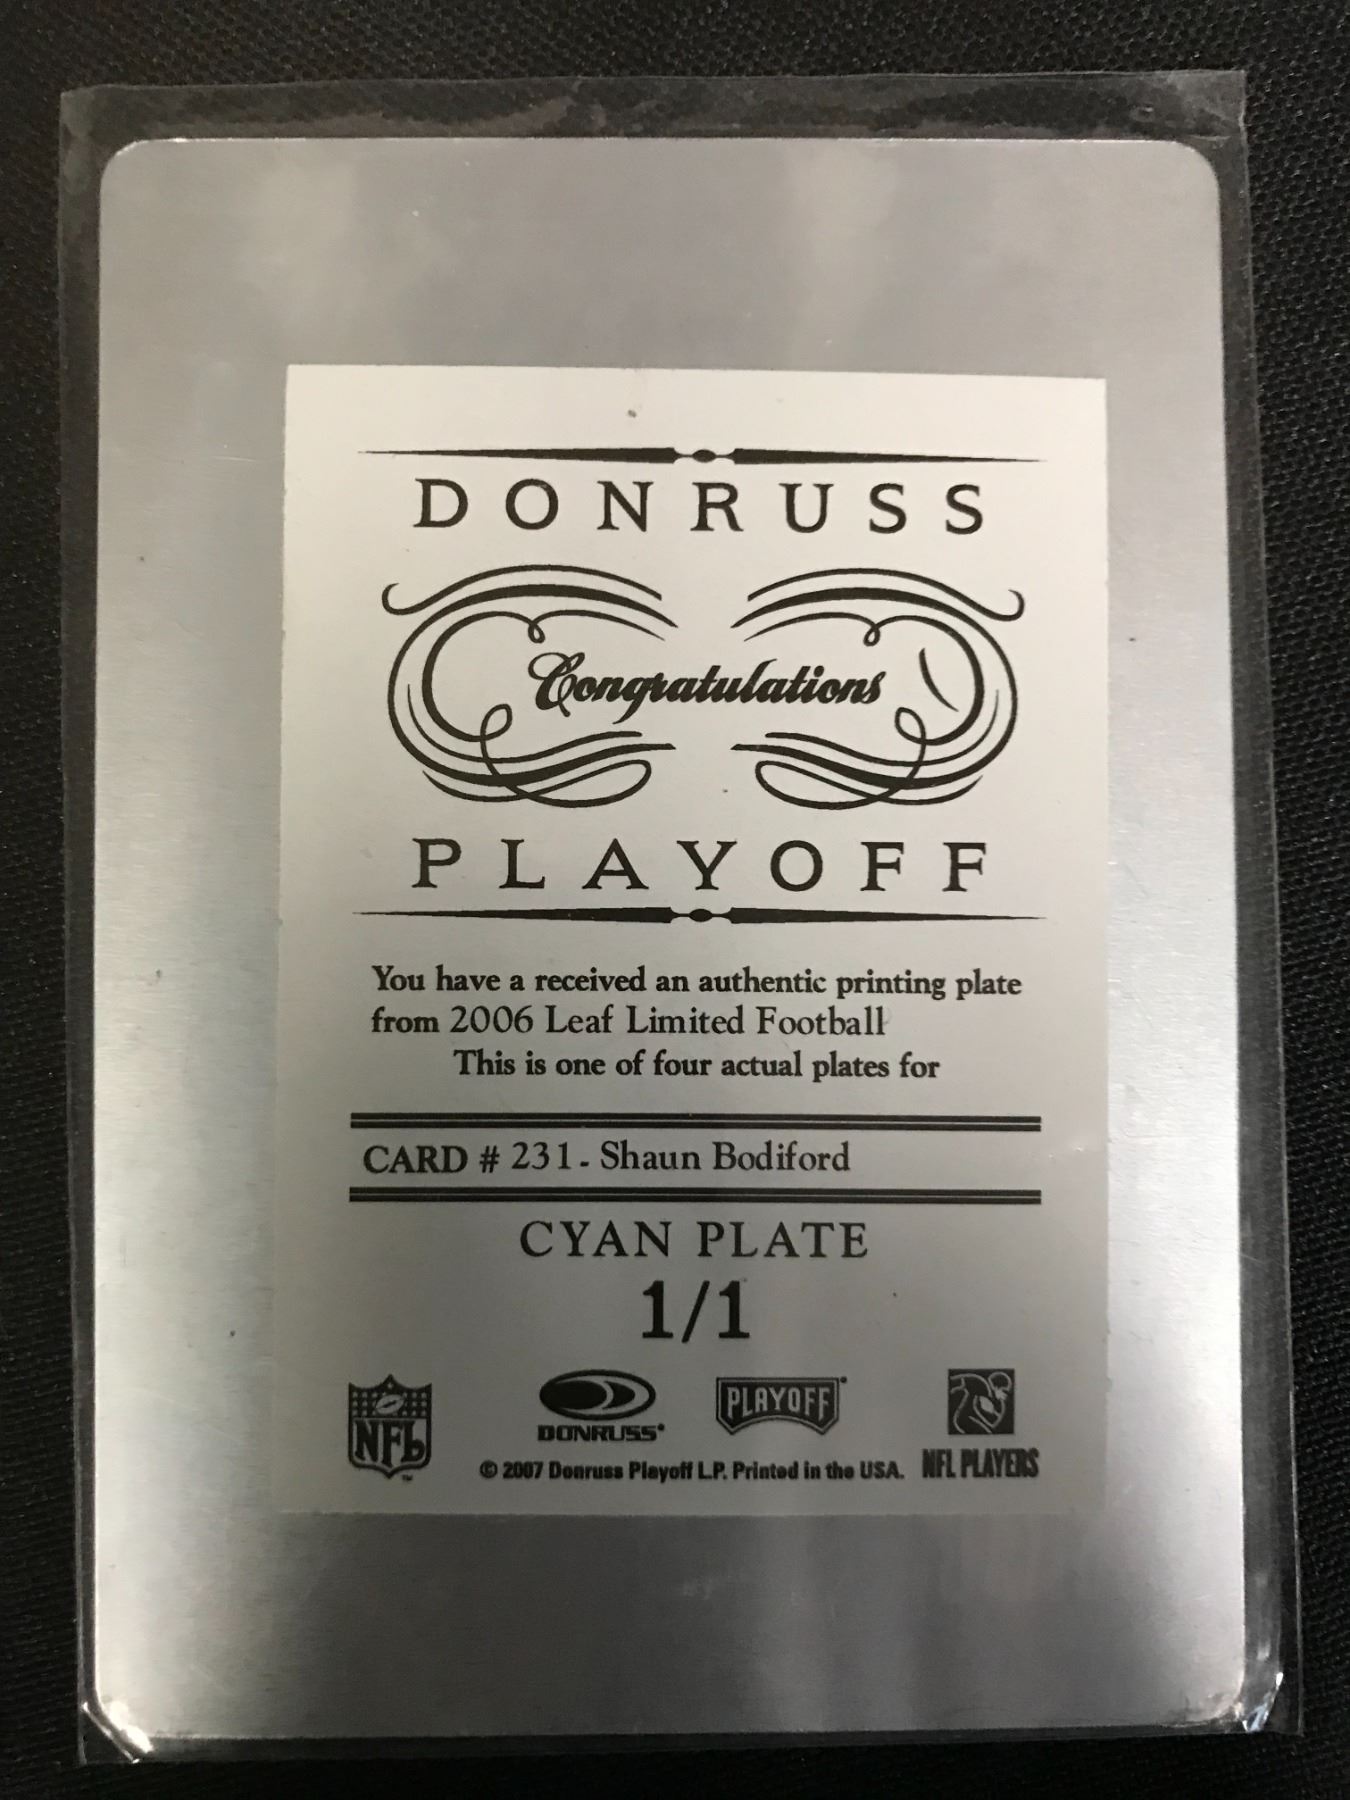 DONRUSS
Congratulations
PLAYOFF
You have a received an authentic printing plate
from 2006 Leaf Limited Football
This is one of four actual plates for
CARD # 231- Shaun Bodiford
CYAN PLATE
1/1
NFL
DONRUSS
PLAYOFF
NFL PLAYERS
© 2007 Donruss Playoff L.P. Printed in the USA.